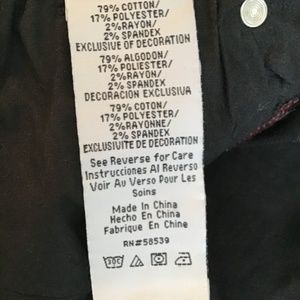 79% COTTON/
17% POLYESTER/
2%RAYON/
2% SPANDEX
EXCLUSIVE OF DECORATION
79% ALGODON/
17% POLIESTER/
2% RAYON/
2% SPANDEX
DECORACION EXCLUSIVA
79% COTON/
17% POLYESTER/
2%RAYONNE/
2% SPANDEX
EXCLUSIVITE DE DECORATION
See Reverse for Care
Instrucciones Al Reverso
Voir Au Verso Pour Les
Soins
Made In China
Hecho En China
Fabrique En Chine
RN#58539
30C